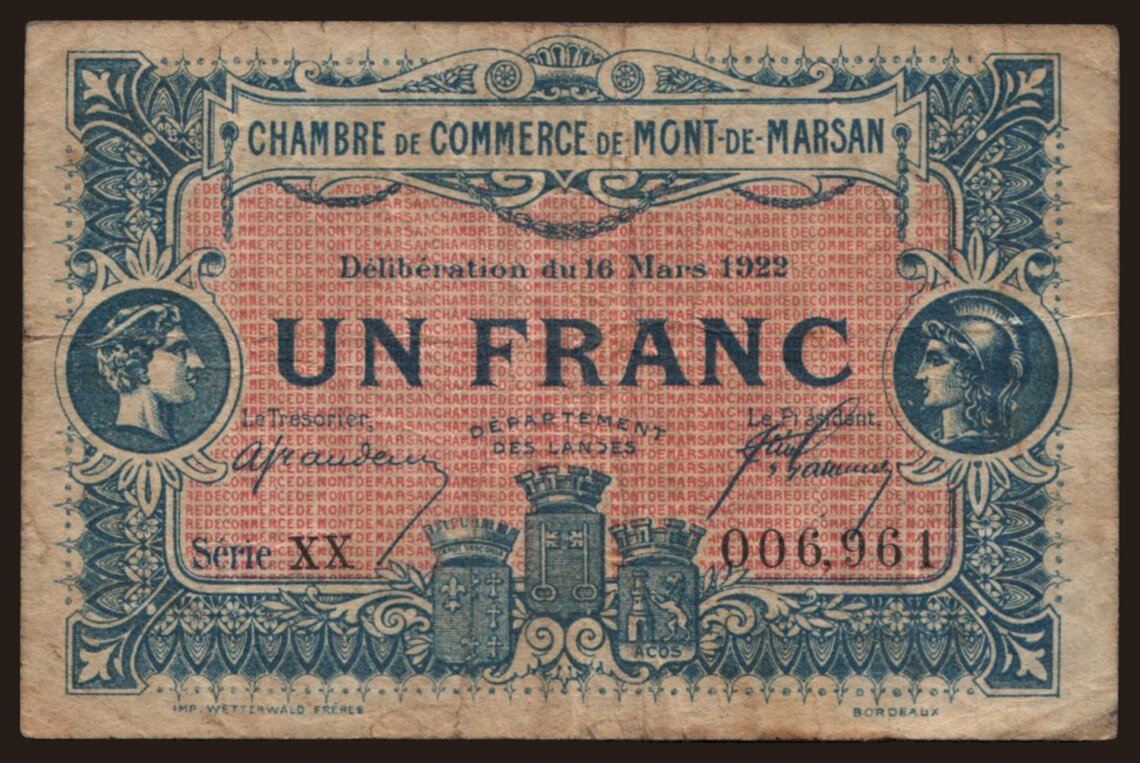 CHAMBRE DE COMMERCE DE MONT-DE-MARSAN
Délibération du 16 Mars 1922
UN FRANC
Le Trésorier,
DÉPARTEMENT
DES LANDES
Le Président.
Série XX
006,961
ACQS
IMP. WETTERWALD FRÈRES
BORDEAUX